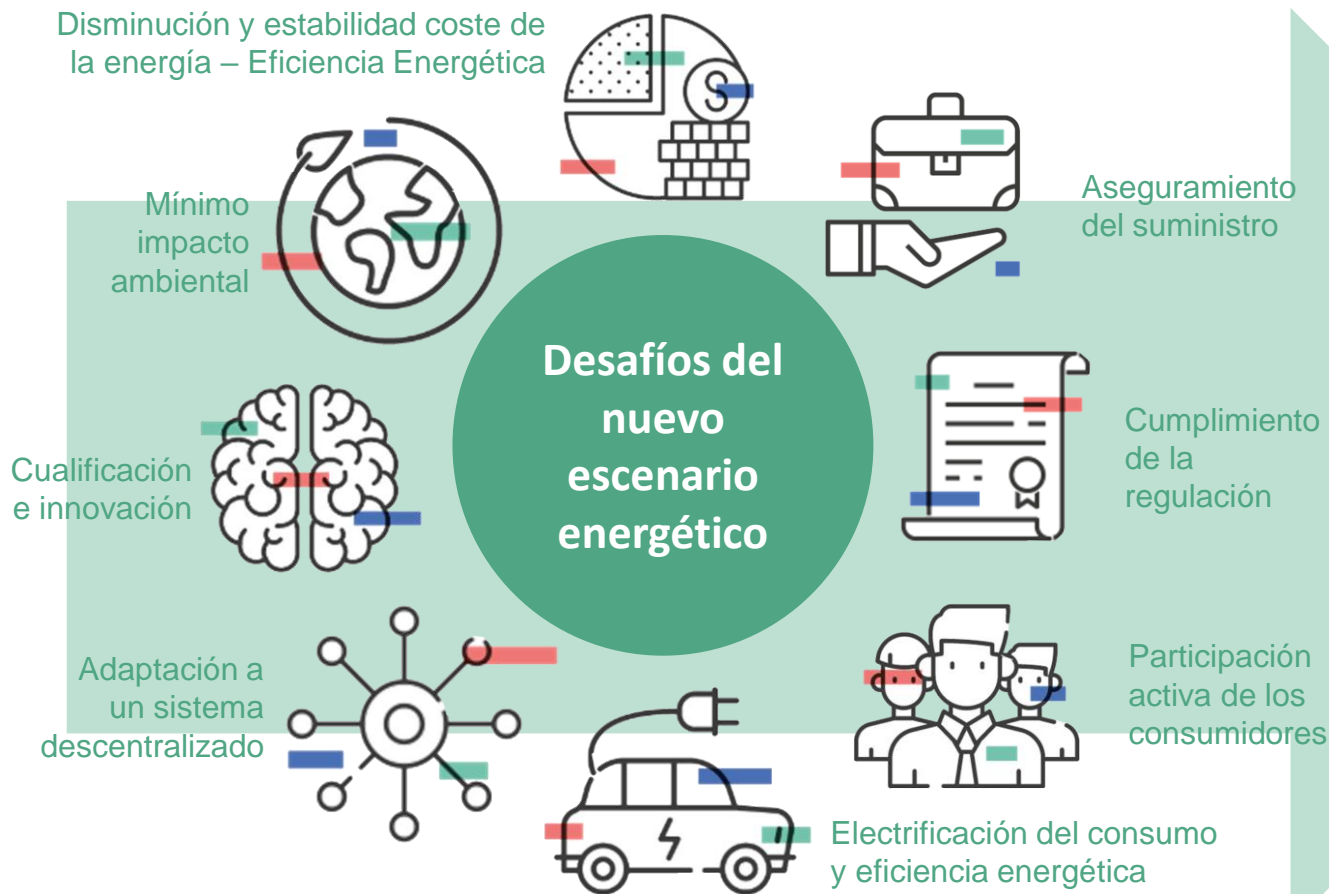 Disminución y estabilidad coste de
la energía – Eficiencia Energética
Aseguramiento
del suministro
Mínimo
impacto
ambiental
Desafíos del
nuevo
escenario
energético
Cumplimiento
de la
regulación
Cualificación
e innovación
Participación
activa de los
consumidores
Adaptación a
un sistema
descentralizado
Electrificación del consumo
y eficiencia energética